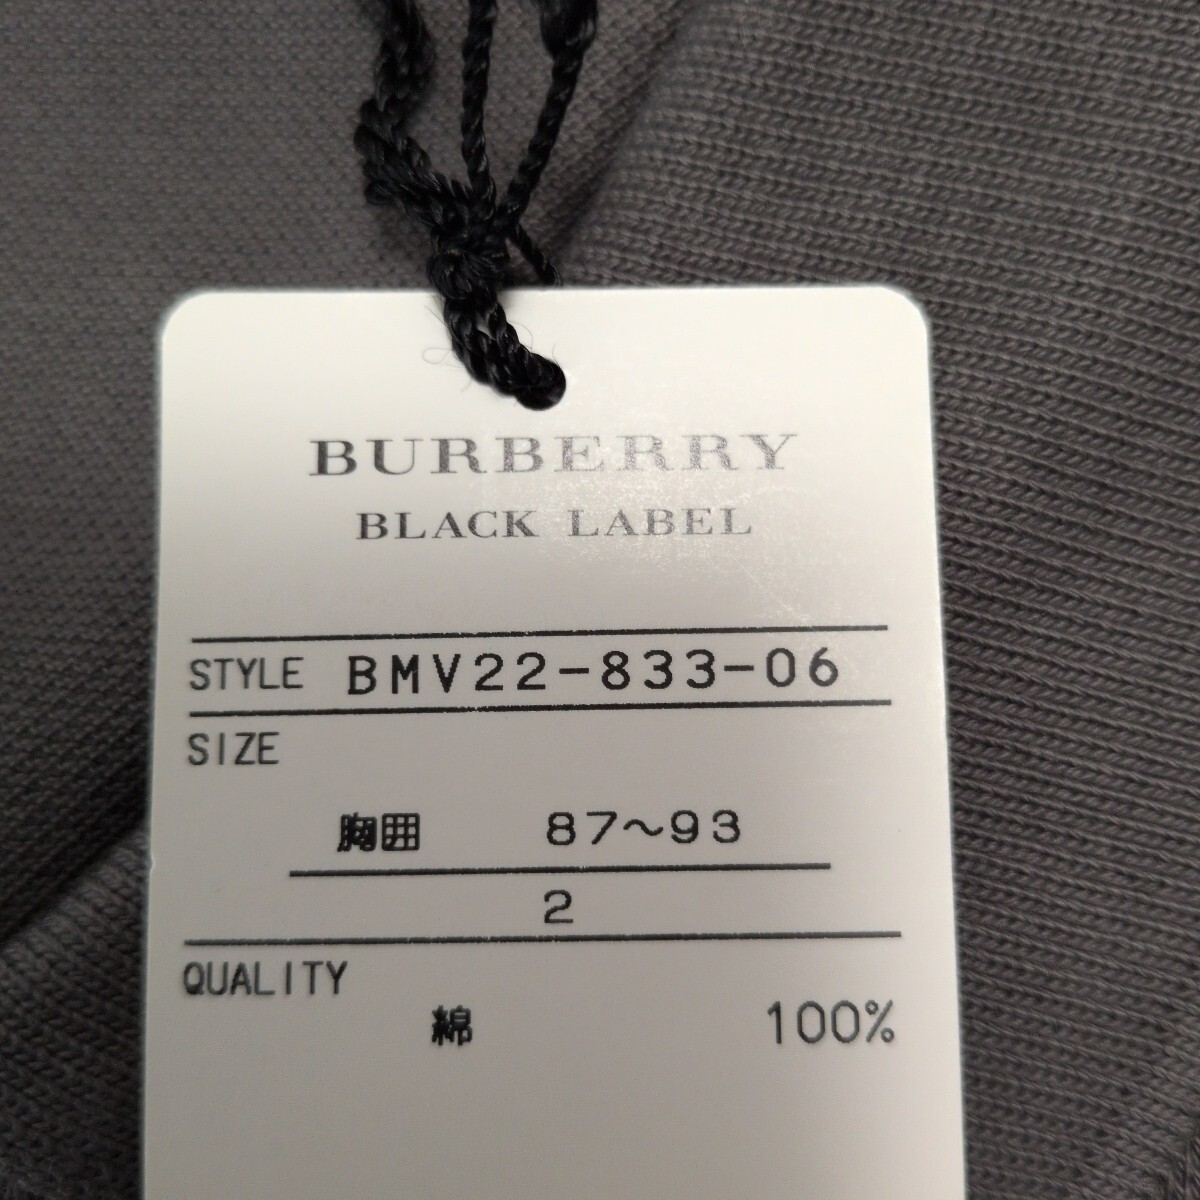 BURBERRY
BLACK LABEL
STYLE BMV22-833-06
SIZE
胸囲 87～93
2
QUALITY
綿 100%